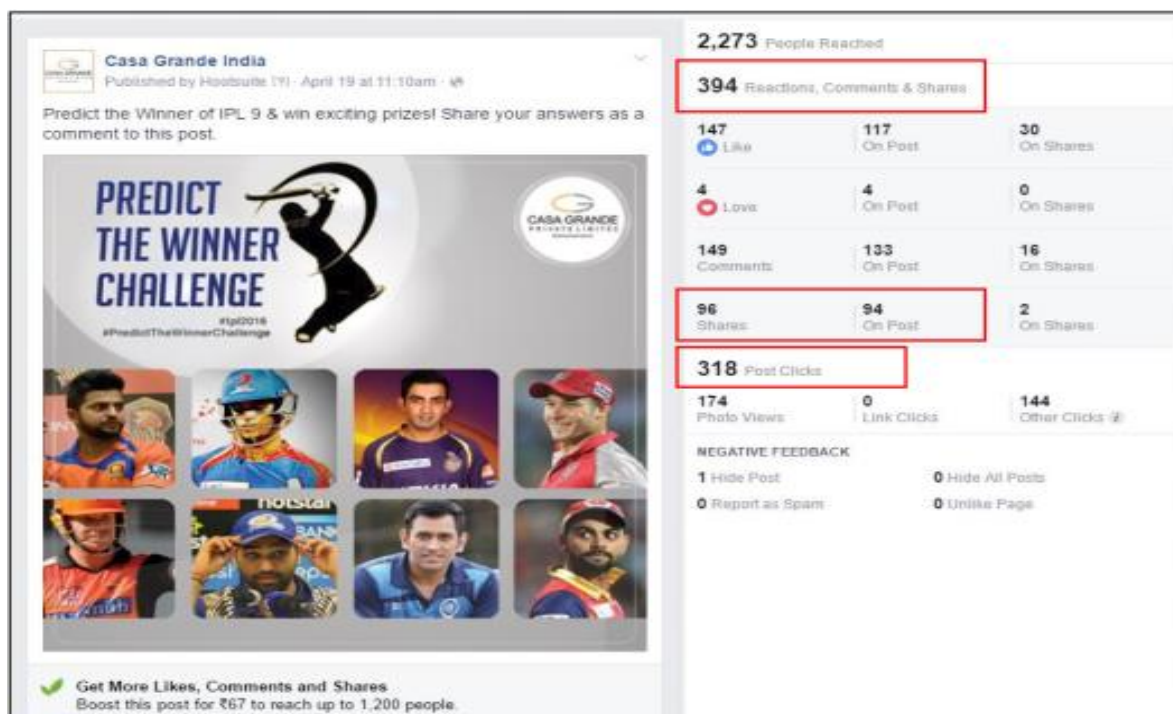 Casa Grande India
Published by Hootsuite [?] · April 19 at 11:10am ·
Predict the Winner of IPL 9 & win exciting prizes! Share your answers as a
comment to this post.
PREDICT
THE WINNER
CHALLENGE
#Ipl2016
#PredictTheWinnerChallenge
CASA GRANDE
PRIVATE LIMITED
hotstar
Get More Likes, Comments and Shares
Boost this post for ₹67 to reach up to 1,200 people.
2,273 People Reached
394 Reactions, Comments & Shares
147 117 30
Like On Post On Shares
4 4 0
Love On Post On Shares
149 133 16
Comments On Post On Shares
96 94 2
Shares On Post On Shares
318 Post Clicks
174 0 144
Photo Views Link Clicks Other Clicks
NEGATIVE FEEDBACK
1 Hide Post 0 Hide All Posts
0 Report as Spam 0 Unlike Page